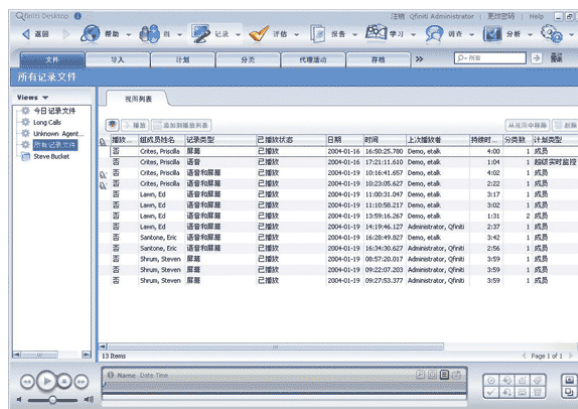 Qfiniti Desktop
注销 Qfiniti Administrator | 更改密码 | Help
返回 帮助 组 记录 评估 报告 学习 调查 分析
文件 导入 计划 分类 代理活动 存档 >>
所有记录文件
Views
今日记录文件
Long Calls
Unknown Agent...
所有记录文件
Steve Bucket
视图列表
播放 追加到播放列表 从视图中移除
播放... 组成员姓名 记录类型 已播放状态 日期 时间 上次播放者 持续时... 分类数 计划类型
否 Crites, Priscilla 屏幕 已播放 2004-01-16 16:50:25.780 Demo, etalk 4:00 1 成员
否 Crites, Priscilla 语音 已播放 2004-01-16 17:21:11.610 Demo, etalk 1:04 1 超级实时监控
否 Crites, Priscilla 语音和屏幕 已播放 2004-01-19 10:16:41.657 Demo, etalk 4:02 1 成员
否 Crites, Priscilla 语音和屏幕 已播放 2004-01-19 10:23:05.627 Demo, etalk 2:22 1 成员
否 Lawn, Ed 语音和屏幕 已播放 2004-01-19 11:00:31.047 Demo, etalk 3:17 1 成员
否 Lawn, Ed 语音和屏幕 已播放 2004-01-19 11:10:50.217 Demo, etalk 3:02 1 成员
否 Lawn, Ed 语音和屏幕 已播放 2004-01-19 13:59:16.267 Demo, etalk 1:31 2 成员
否 Lawn, Ed 语音和屏幕 已播放 2004-01-19 14:19:46.127 Administrator, Qfiniti 2:37 1 成员
否 Santone, Eric 语音和屏幕 已播放 2004-01-19 16:28:49.827 Demo, etalk 3:42 1 成员
否 Santone, Eric 语音和屏幕 已播放 2004-01-19 16:34:30.627 Administrator, Qfiniti 2:56 1 成员
否 Shrum, Steven 屏幕 已播放 2004-01-19 08:57:20.017 Administrator, Qfiniti 3:59 1 成员
否 Shrum, Steven 屏幕 已播放 2004-01-19 09:22:07.203 Administrator, Qfiniti 3:59 1 成员
否 Shrum, Steven 屏幕 已播放 2004-01-19 09:27:53.377 Administrator, Qfiniti 3:59 1 成员
13 Items Page 1 of 1
Name Date Time